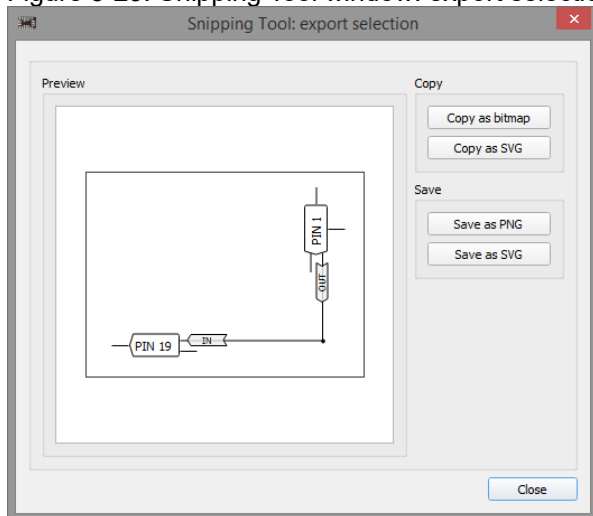 Snipping Tool: export selection
Preview
Copy
Copy as bitmap
Copy as SVG
Save
Save as PNG
Save as SVG
PIN 1
OUT
PIN 19
IN
Close